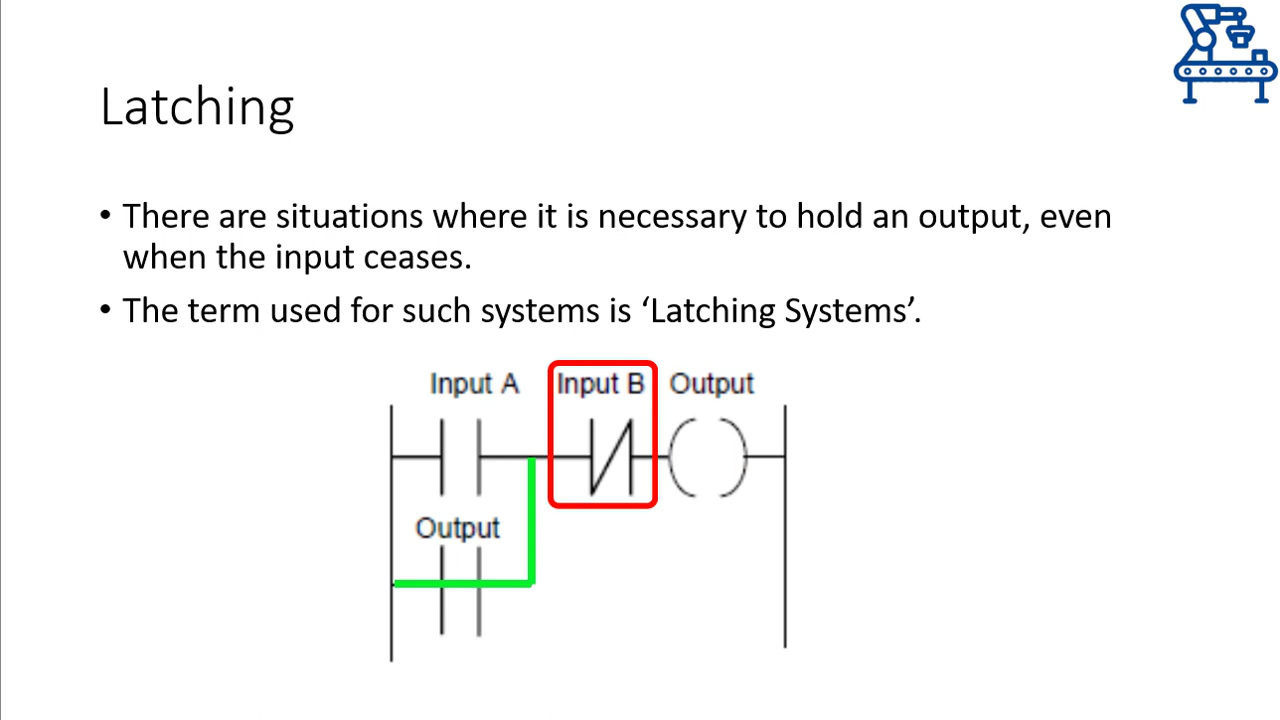 Latching
• There are situations where it is necessary to hold an output, even
when the input ceases.
• The term used for such systems is ‘Latching Systems’.
Input A Input B Output
Output